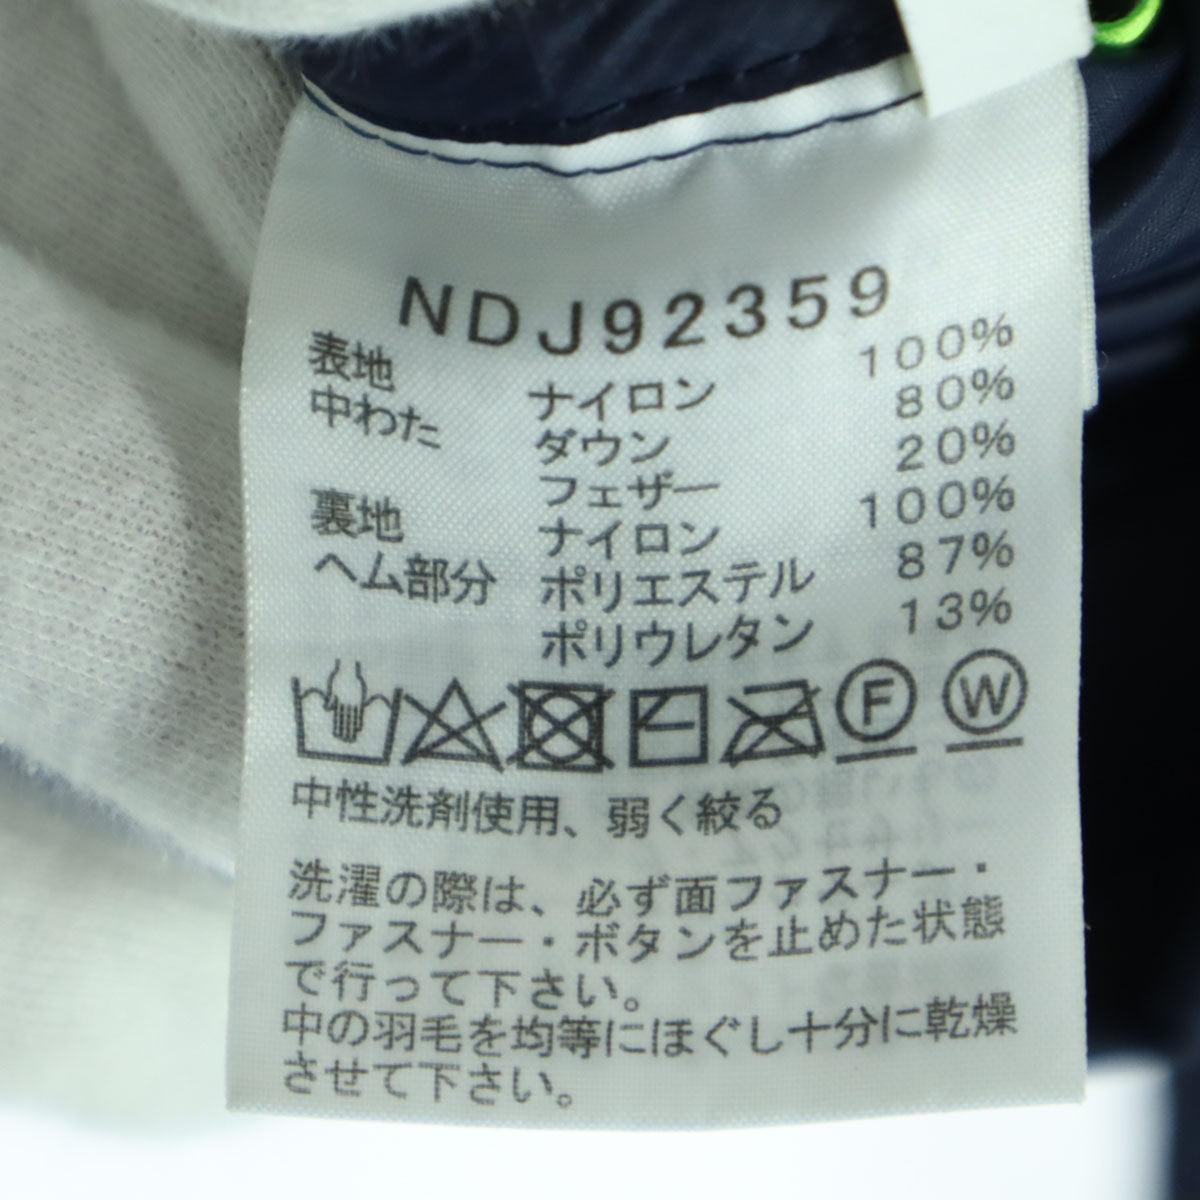 NDJ92359
表地 ナイロン 100%
中わた ダウン 80%
フェザー 20%
裏地 ナイロン 100%
ヘム部分 ポリエステル 87%
ポリウレタン 13%
F W
中性洗剤使用、弱く絞る
洗濯の際は、必ず面ファスナー・
ファスナー・ボタンを止めた状態
で行って下さい。
中の羽毛を均等にほぐし十分に乾燥
させて下さい。